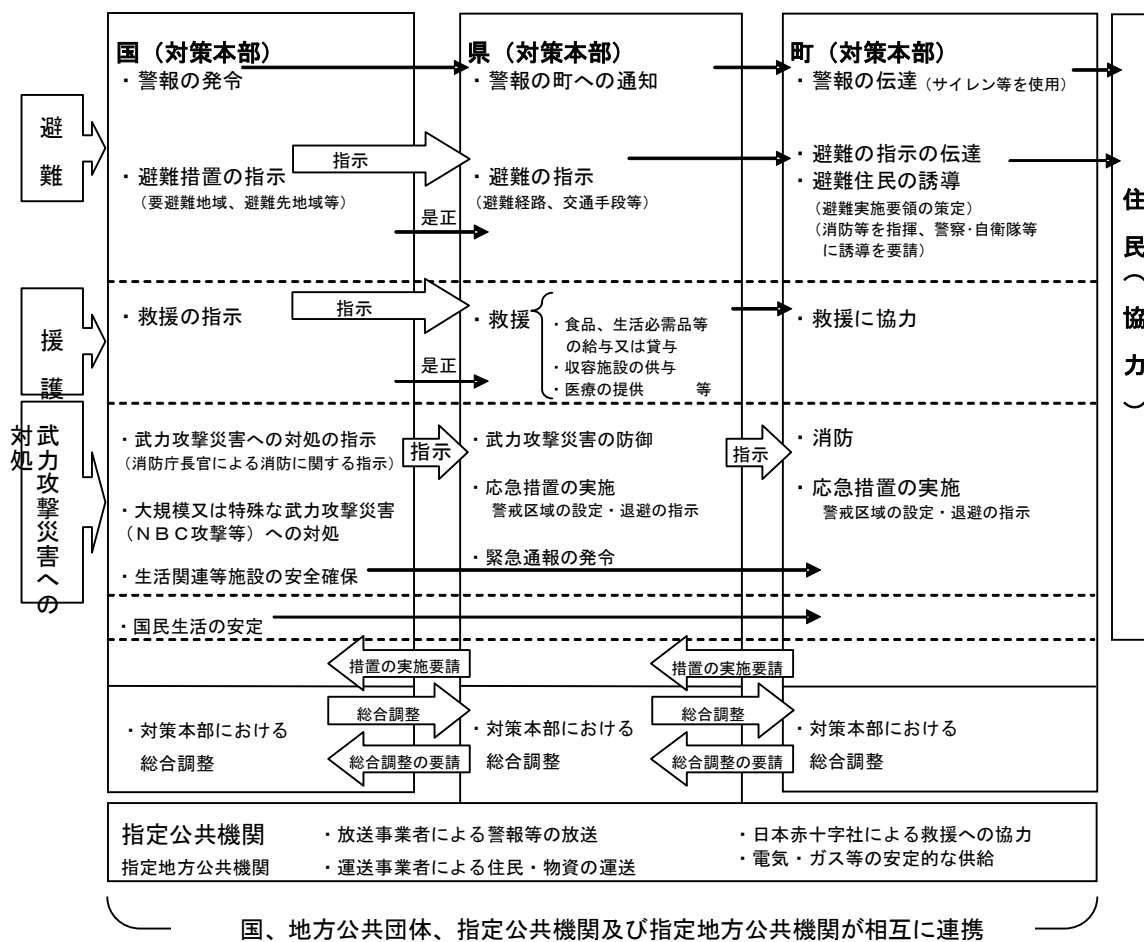 避難
援護
武力攻撃災害への
対処
国（対策本部）
・警報の発令
・避難措置の指示
（要避難地域、避難先地域等）
指示
是正
県（対策本部）
・警報の町への通知
・避難の指示
（避難経路、交通手段等）
町（対策本部）
・警報の伝達（サイレン等を使用）
・避難の指示の伝達
・避難住民の誘導
（避難実施要領の策定）
（消防等を指揮、警察･自衛隊等
に誘導を要請）
住民（協力）
・救援の指示
指示
是正
・救援
・食品、生活必需品等
の給与又は貸与
・収容施設の供与
・医療の提供　　等
・救援に協力
・武力攻撃災害への対処の指示
（消防庁長官による消防に関する指示）
・大規模又は特殊な武力攻撃災害
（ＮＢＣ攻撃等）への対処
・生活関連等施設の安全確保
指示
・武力攻撃災害の防御
・応急措置の実施
警戒区域の設定・退避の指示
・緊急通報の発令
指示
・消防
・応急措置の実施
警戒区域の設定・退避の指示
・国民生活の安定
措置の実施要請
措置の実施要請
・対策本部における
総合調整
総合調整
総合調整の要請
・対策本部における
総合調整
総合調整
総合調整の要請
・対策本部における
総合調整
指定公共機関
指定地方公共機関
・放送事業者による警報等の放送
・運送事業者による住民・物資の運送
・日本赤十字社による救援への協力
・電気・ガス等の安定的な供給
国、地方公共団体、指定公共機関及び指定地方公共機関が相互に連携